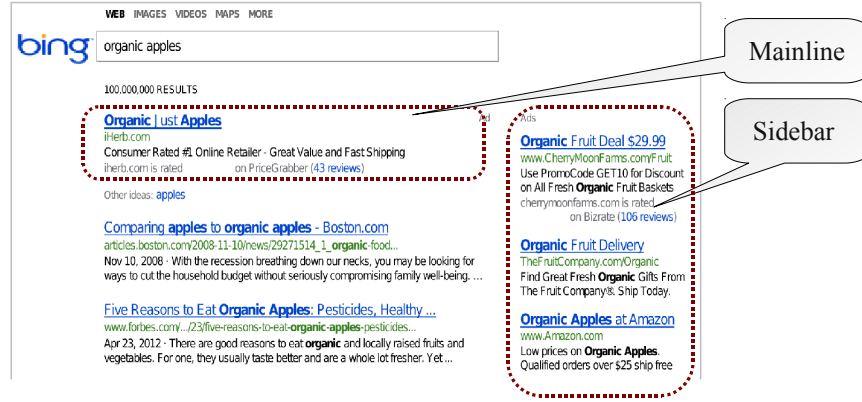 WEB IMAGES VIDEOS MAPS MORE
bing
organic apples
100,000,000 RESULTS
Organic Just Apples
Ad
iHerb.com
Consumer Rated #1 Online Retailer - Great Value and Fast Shipping
iherb.com is rated on PriceGrabber (43 reviews)
Other ideas: apples
Comparing apples to organic apples - Boston.com
articles.boston.com/2008-11-10/news/29271514_1_organic-food...
Nov 10, 2008 · With the recession breathing down our necks, you may be looking for
ways to cut the household budget without seriously compromising family well-being. ...
Five Reasons to Eat Organic Apples: Pesticides, Healthy ...
www.forbes.com/.../23/five-reasons-to-eat-organic-apples-pesticides...
Apr 23, 2012 · There are good reasons to eat organic and locally raised fruits and
vegetables. For one, they usually taste better and are a whole lot fresher. Yet ...
Ads
Organic Fruit Deal $29.99
www.CherryMoonFarms.com/Fruit
Use PromoCode GET10 for Discount
on All Fresh Organic Fruit Baskets
cherrymoonfarms.com is rated
on Bizrate (106 reviews)
Organic Fruit Delivery
TheFruitCompany.com/Organic
Find Great Fresh Organic Gifts From
The Fruit Company®. Ship Today.
Organic Apples at Amazon
www.Amazon.com
Low prices on Organic Apples.
Qualified orders over $25 ship free
Mainline
Sidebar